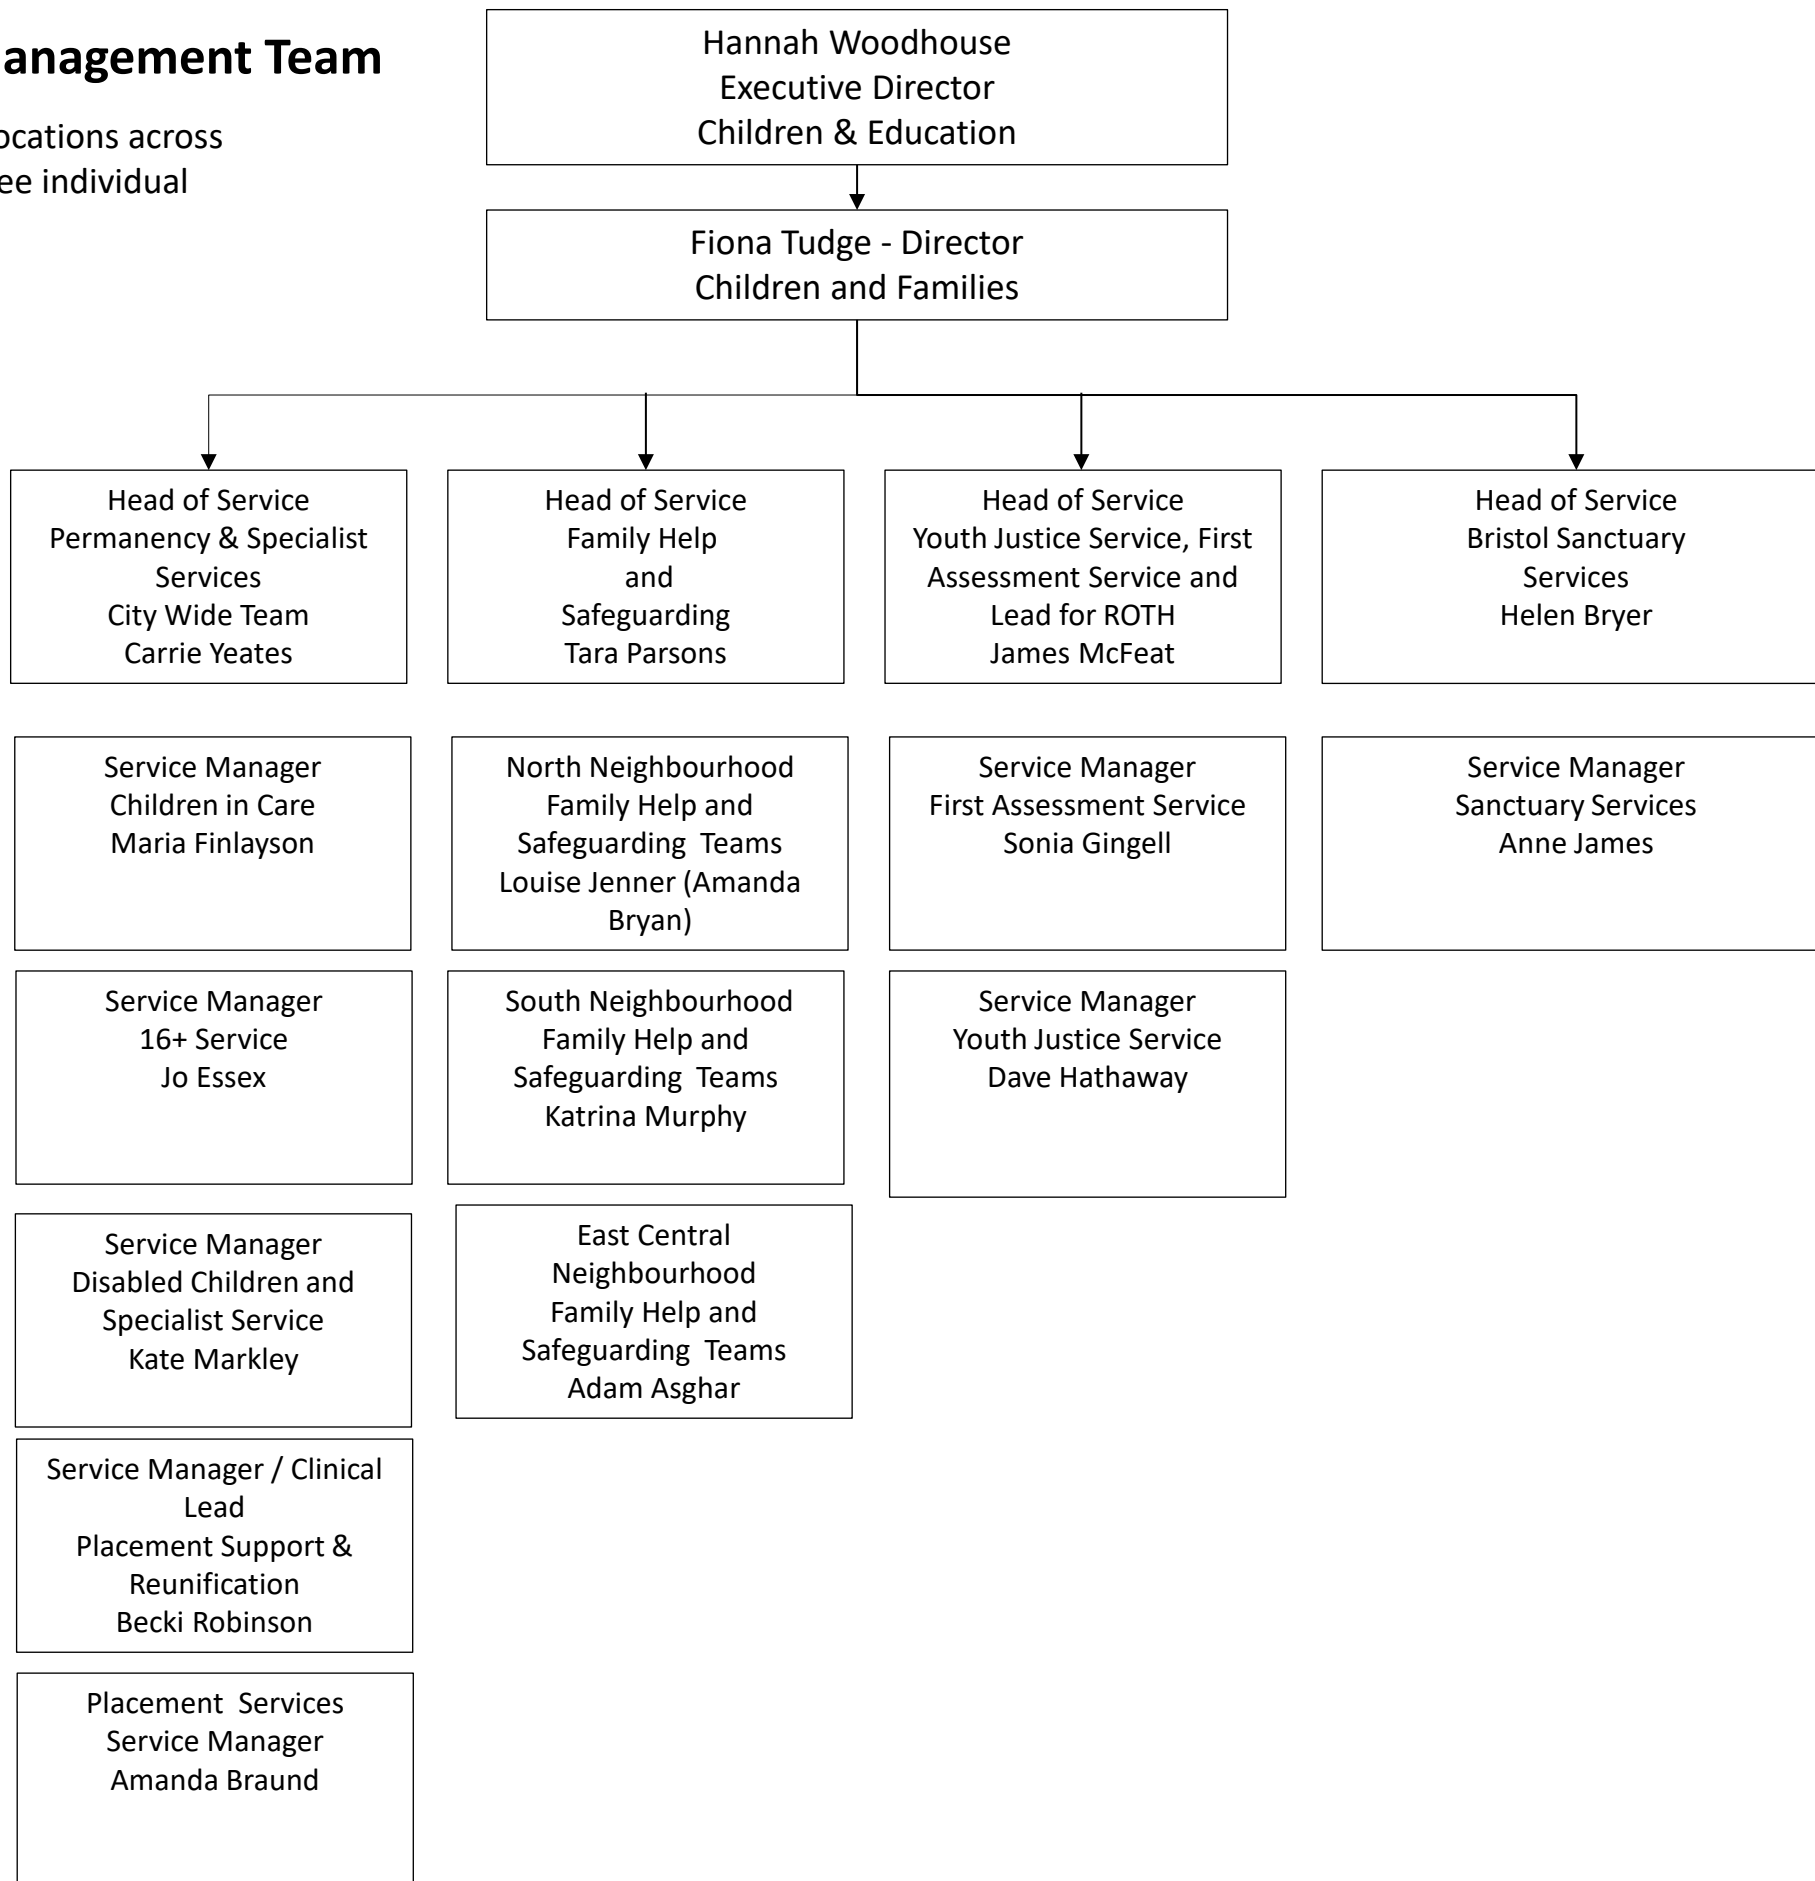 anagement Team
ocations across
ee individual
Hannah Woodhouse
Executive Director
Children & Education
Fiona Tudge - Director
Children and Families
Head of Service
Permanency & Specialist
Services
City Wide Team
Carrie Yeates
Head of Service
Family Help
and
Safeguarding
Tara Parsons
Head of Service
Youth Justice Service, First
Assessment Service and
Lead for ROTH
James McFeat
Head of Service
Bristol Sanctuary
Services
Helen Bryer
Service Manager
Children in Care
Maria Finlayson
North Neighbourhood
Family Help and
Safeguarding Teams
Louise Jenner (Amanda
Bryan)
Service Manager
First Assessment Service
Sonia Gingell
Service Manager
Sanctuary Services
Anne James
Service Manager
16+ Service
Jo Essex
South Neighbourhood
Family Help and
Safeguarding Teams
Katrina Murphy
Service Manager
Youth Justice Service
Dave Hathaway
Service Manager
Disabled Children and
Specialist Service
Kate Markley
East Central
Neighbourhood
Family Help and
Safeguarding Teams
Adam Asghar
Service Manager / Clinical
Lead
Placement Support &
Reunification
Becki Robinson
Placement Services
Service Manager
Amanda Braund